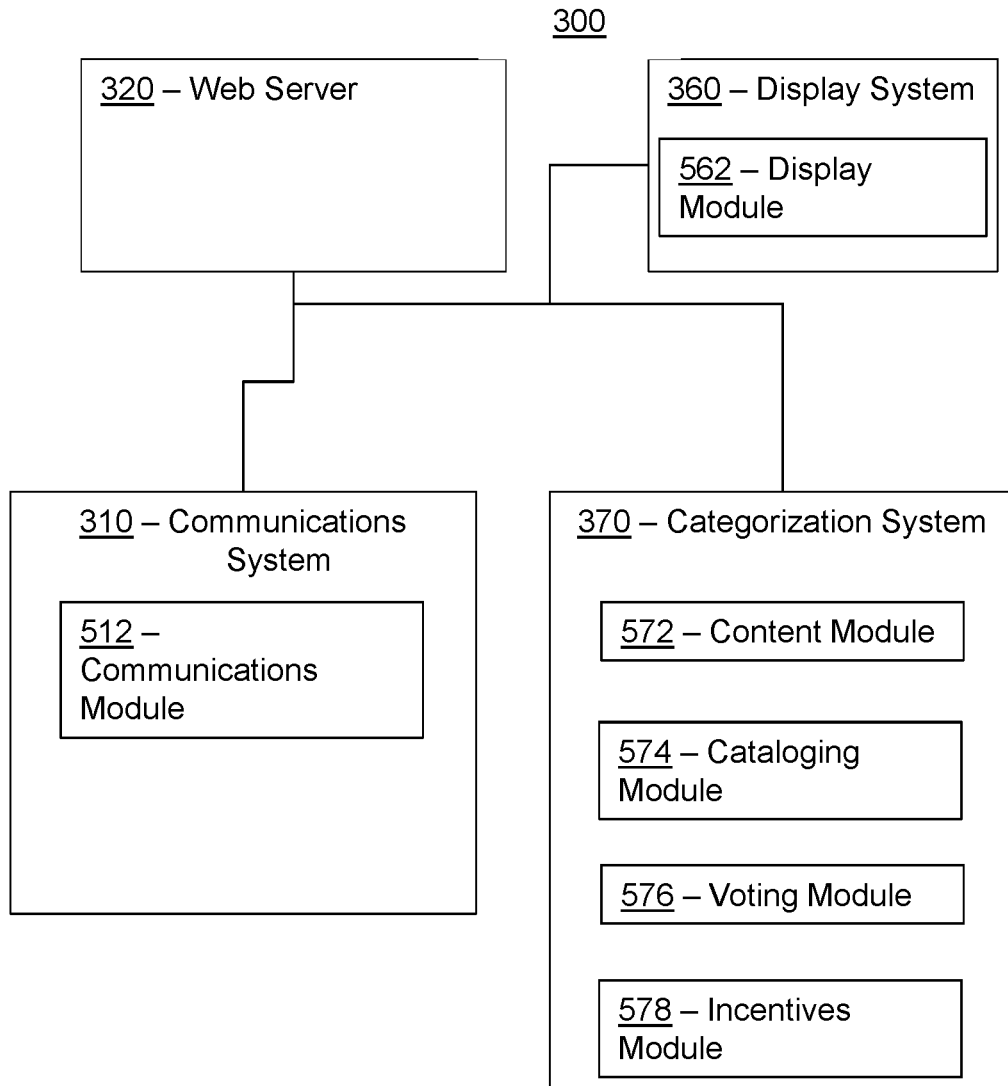 300
320 – Web Server
360 – Display System
562 – Display
Module
310 – Communications
System
512 –
Communications
Module
370 – Categorization System
572 – Content Module
574 – Cataloging
Module
576 – Voting Module
578 – Incentives
Module